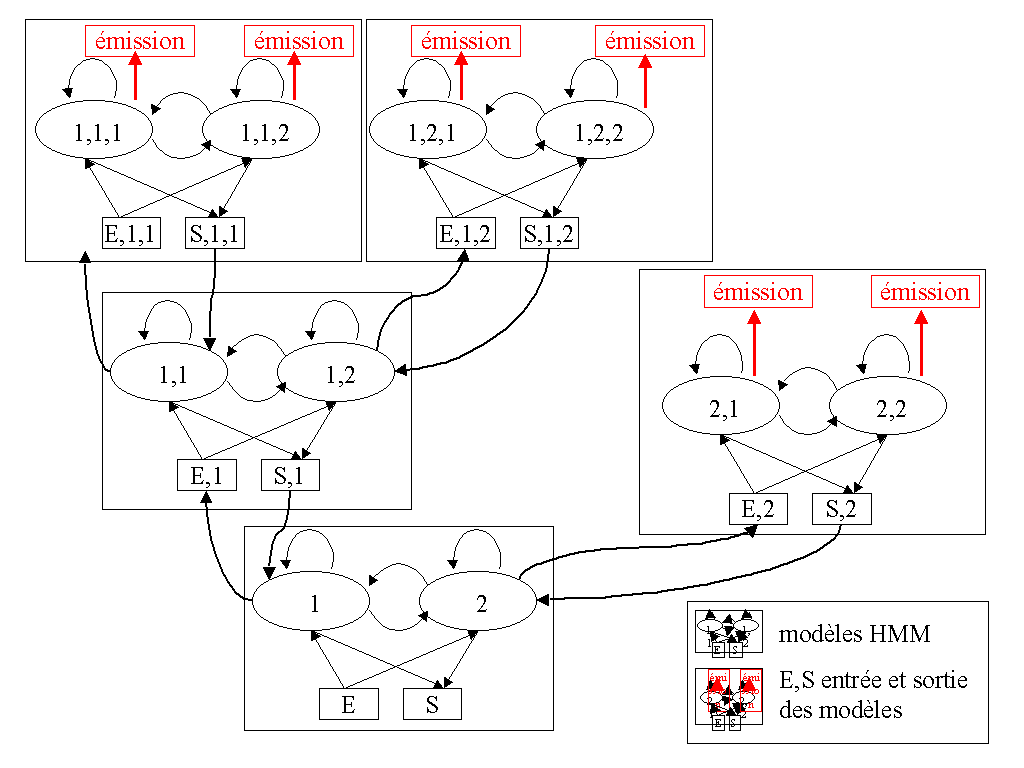 émission
émission
émission
émission
1,1,1
1,1,2
1,2,1
1,2,2
E,1,1
S,1,1
E,1,2
S,1,2
émission
émission
1,1
1,2
2,1
2,2
E,1
S,1
E,2
S,2
1
2
E
S
modèles HMM
E,S entrée et sortie
des modèles